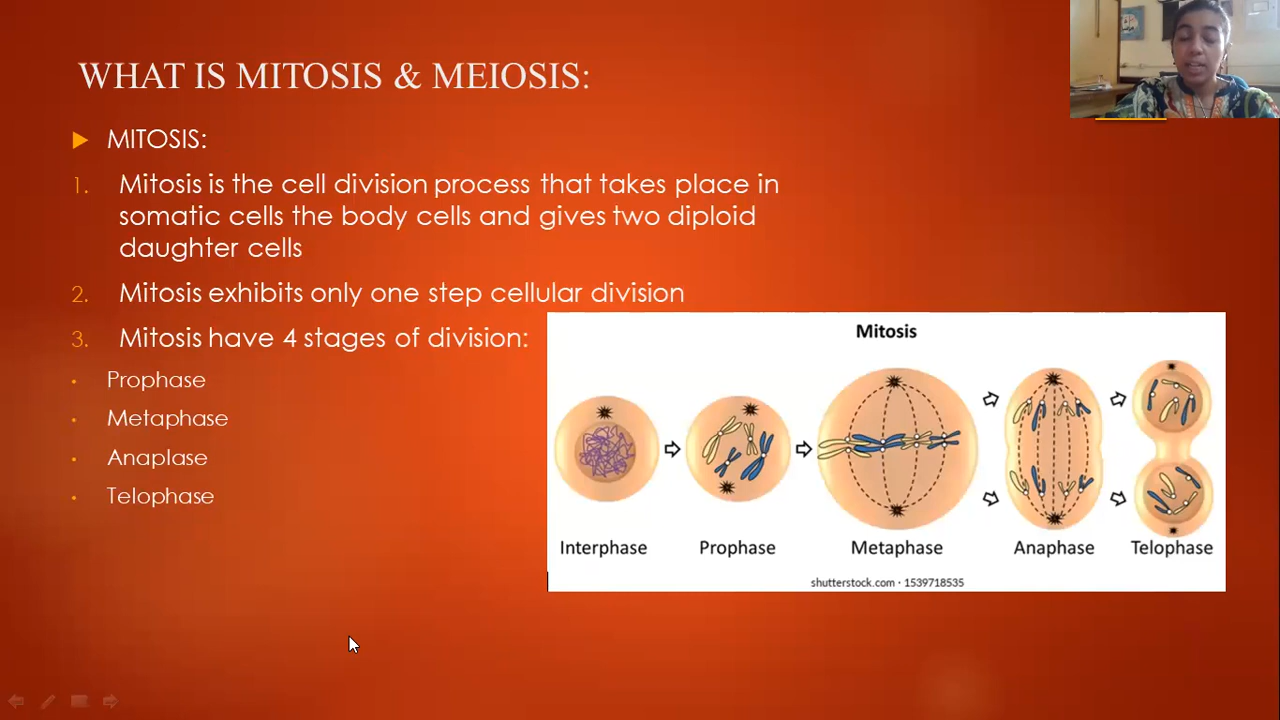 WHAT IS MITOSIS & MEIOSIS:
MITOSIS:
1. Mitosis is the cell division process that takes place in
somatic cells the body cells and gives two diploid
daughter cells
2. Mitosis exhibits only one step cellular division
3. Mitosis have 4 stages of division:
• Prophase
• Metaphase
• Anaplase
• Telophase
Mitosis
Interphase Prophase Metaphase Anaphase Telophase
shutterstock.com · 1539718535